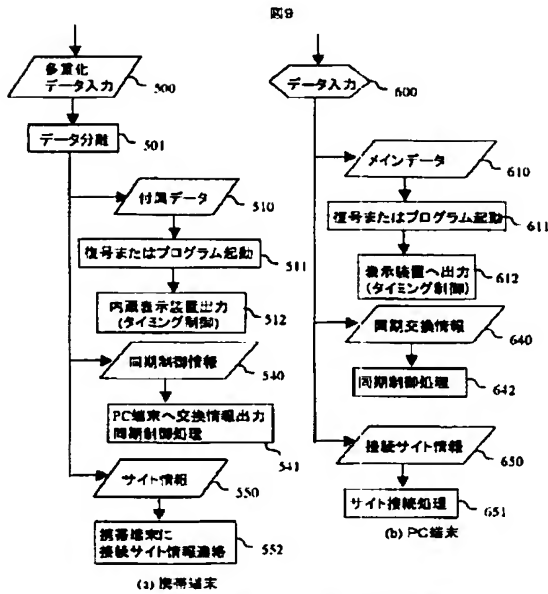 図9
多重化
データ入力
500
データ分離
501
付属データ
510
復号またはプログラム起動
511
内蔵表示装置出力
(タイミング制御)
512
同期制御情報
540
PC端末へ交換情報出力
同期制御処理
541
サイト情報
550
携帯端末に
接続サイト情報連絡
552
(a) 携帯端末
データ入力
600
メインデータ
610
復号またはプログラム起動
611
表示装置へ出力
(タイミング制御)
612
同期交換情報
640
同期制御処理
642
接続サイト情報
650
サイト接続処理
651
(b) PC端末